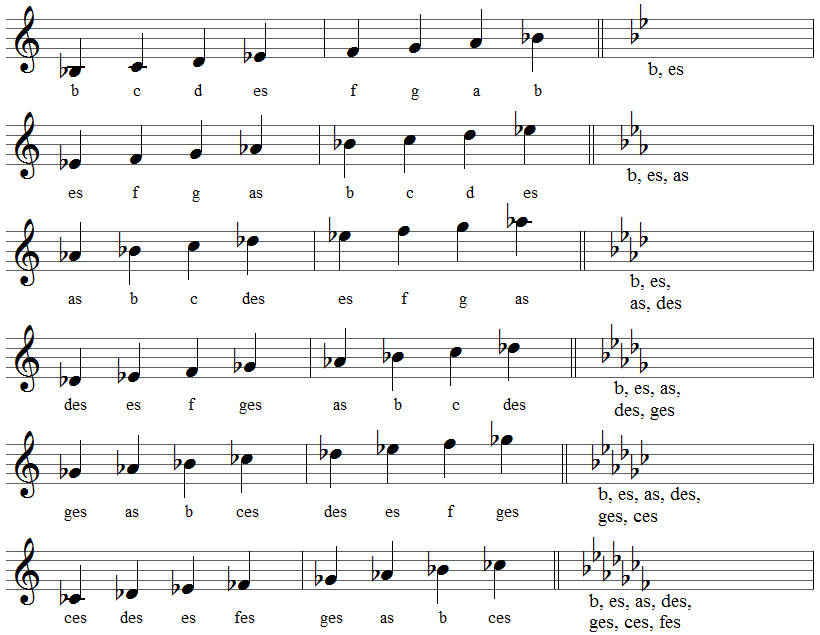 b c d es f g a b
b, es
es f g as b c d es
b, es, as
as b c des es f g as
b, es,
as, des
des es f ges as b c des
b, es, as,
des, ges
ges as b ces des es f ges
b, es, as, des,
ges, ces
ces des es fes ges as b ces
b, es, as, des,
ges, ces, fes